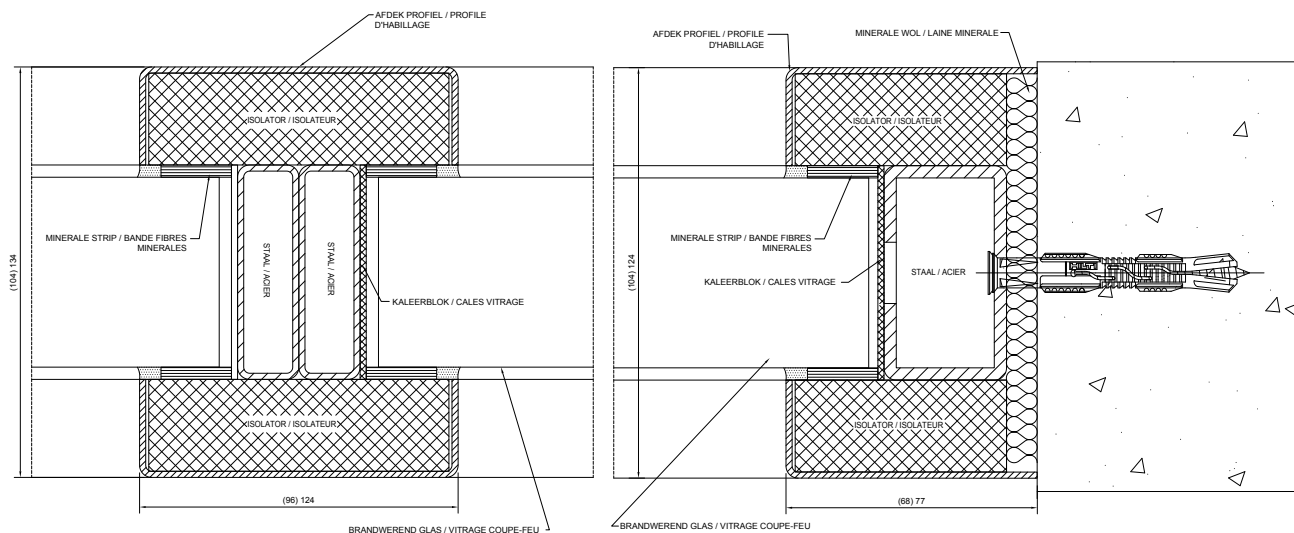 AFDEK PROFIEL / PROFILE
D'HABILLAGE
ISOLATOR / ISOLATEUR
MINERALE STRIP / BANDE FIBRES
MINERALES
STAAL / ACIER
STAAL / ACIER
KALEERBLOK / CALES VITRAGE
(104) 134
ISOLATOR / ISOLATEUR
(96) 124
BRANDWEREND GLAS / VITRAGE COUPE-FEU
AFDEK PROFIEL / PROFILE
D'HABILLAGE
MINERALE WOL / LAINE MINERALE
ISOLATOR / ISOLATEUR
MINERALE STRIP / BANDE FIBRES
MINERALES
STAAL / ACIER
KALEERBLOK / CALES VITRAGE
(104) 124
ISOLATOR / ISOLATEUR
(68) 77
BRANDWEREND GLAS / VITRAGE COUPE-FEU